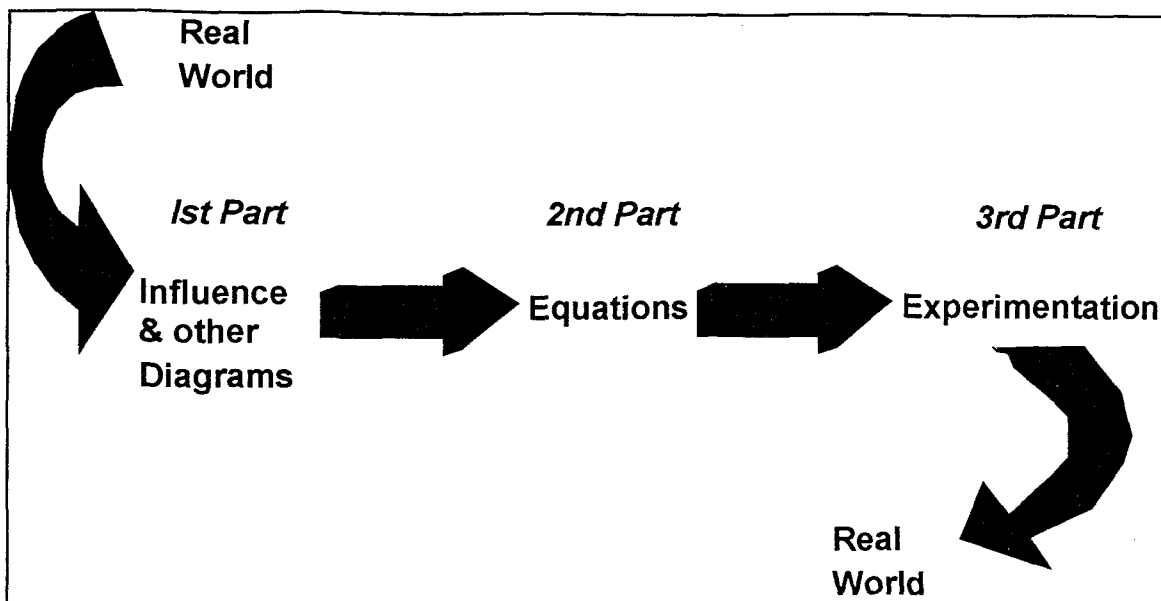 Real
World
Ist Part
2nd Part
3rd Part
Influence
& other
Diagrams
Equations
Experimentation
Real
World